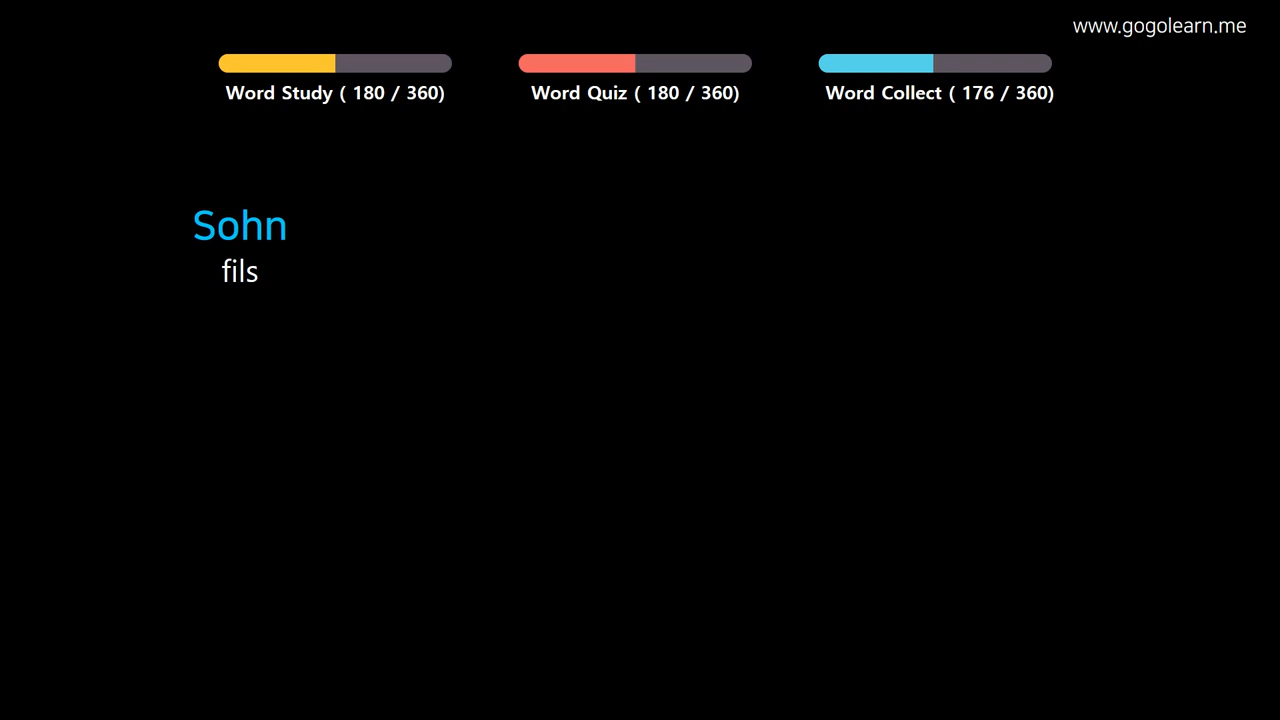 www.gogolearn.me
Word Study ( 180 / 360)
Word Quiz ( 180 / 360)
Word Collect ( 176 / 360)
Sohn
fils